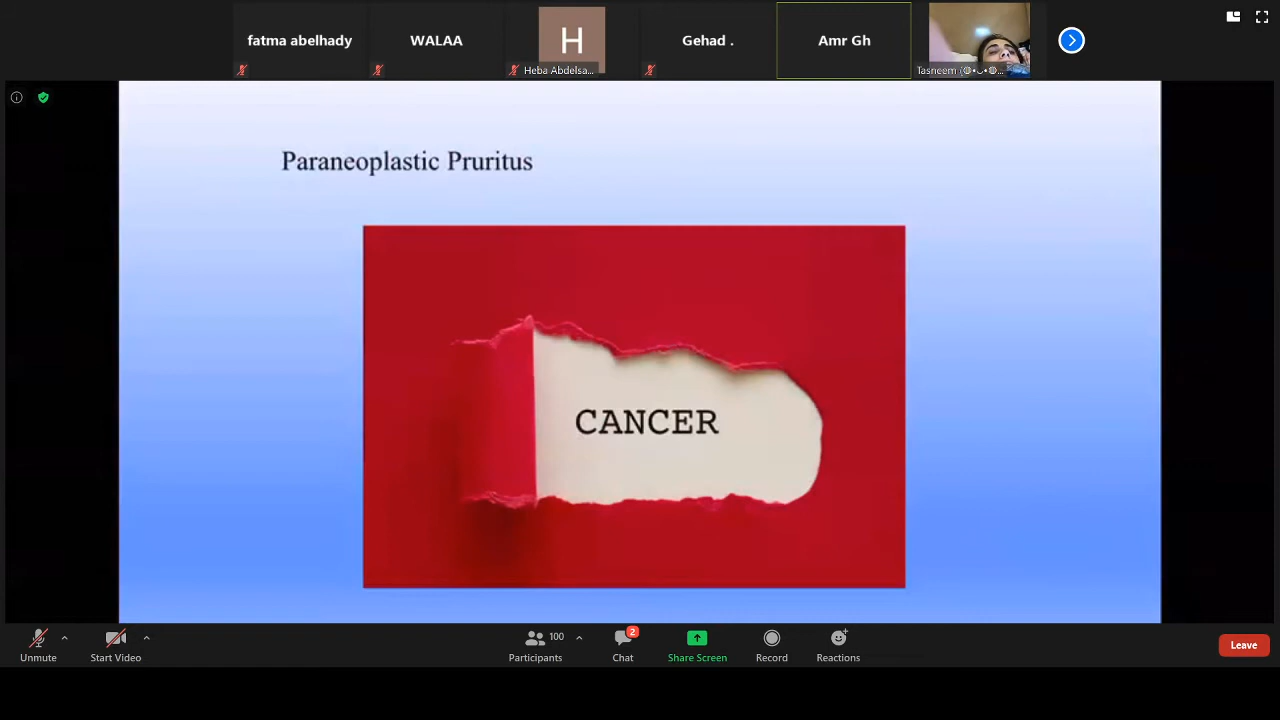 fatma abelhady
WALAA
H
Heba Abdelsa...
Gehad .
Amr Gh
Paraneoplastic Pruritus
CANCER
Unmute
Start Video
100
Participants
2
Chat
Share Screen
Record
Reactions
Leave